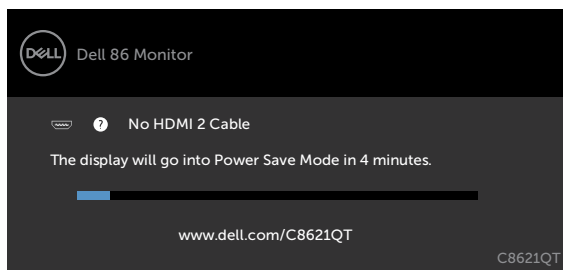 DELL
Dell 86 Monitor
? No HDMI 2 Cable
The display will go into Power Save Mode in 4 minutes.
www.dell.com/C8621QT
C8621QT